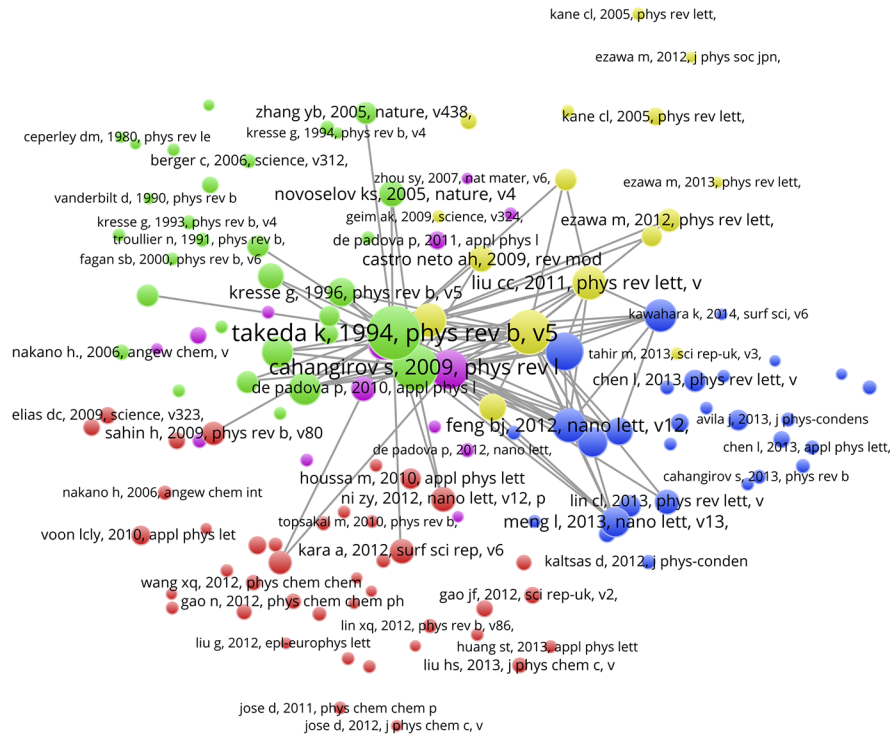 kane cl, 2005, phys rev lett,
ezawa m, 2012, j phys soc jpn,
zhang yb, 2005, nature, v438,
kane cl, 2005, phys rev lett,
kresse g, 1994, phys rev b, v4
ceperley dm, 1980, phys rev le
berger c, 2006, science, v312,
zhou sy, 2007, nat mater, v6,
ezawa m, 2013, phys rev lett,
novoselov ks, 2005, nature, v4
vanderbilt d, 1990, phys rev b
geim ak, 2009, science, v324,
ezawa m, 2012, phys rev lett,
kresse g, 1993, phys rev b, v4
troullier n, 1991, phys rev b,
de padova p, 2011, appl phys l
fagan sb, 2000, phys rev b, v6
castro neto ah, 2009, rev mod
liu cc, 2011, phys rev lett, v
kresse g, 1996, phys rev b, v5
kawahara k, 2014, surf sci, v6
takeda k, 1994, phys rev b, v5
nakano h., 2006, angew chem, v
tahir m, 2013, sci rep-uk, v3,
cahangirov s, 2009, phys rev l
chen l, 2013, phys rev lett, v
de padova p, 2010, appl phys l
elias dc, 2009, science, v323,
avila j, 2013, j phys-condens
feng bj, 2012, nano lett, v12,
sahin h, 2009, phys rev b, v80
chen l, 2013, appl phys lett,
de padova p, 2012, nano lett,
houssa m, 2010, appl phys lett
cahangirov s, 2013, phys rev b
nakano h, 2006, angew chem int
ni zy, 2012, nano lett, v12, p
lin cl, 2013, phys rev lett, v
topsakal m, 2010, phys rev b,
meng l, 2013, nano lett, v13,
voon lcly, 2010, appl phys let
kara a, 2012, surf sci rep, v6
kaltsas d, 2012, j phys-conden
wang xq, 2012, phys chem chem
gao jf, 2012, sci rep-uk, v2,
gao n, 2012, phys chem chem ph
lin xq, 2012, phys rev b, v86,
liu g, 2012, epl-europhys lett
huang st, 2013, appl phys lett
liu hs, 2013, j phys chem c, v
jose d, 2011, phys chem chem p
jose d, 2012, j phys chem c, v